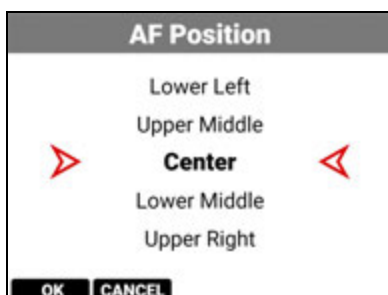 AF Position
Lower Left
Upper Middle
Center
Lower Middle
Upper Right
OK CANCEL